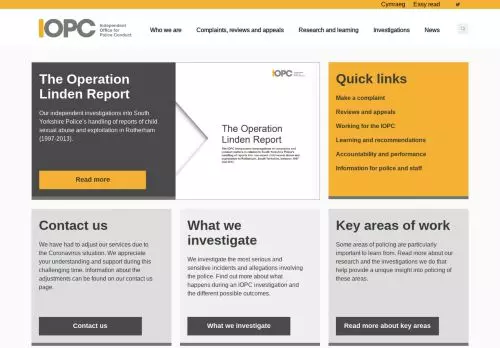 Cymraeg Easy read
IOPC Independent
Office for
Police Conduct
Who we are Complaints, reviews and appeals Research and learning Investigations News
The Operation
Linden Report
Our independent investigations into South
Yorkshire Police's handling of reports of child
sexual abuse and exploitation in Rotherham
(1997-2013).
Read more
IOPC
The Operation
Linden Report
Quick links
Make a complaint
Reviews and appeals
Working for the IOPC
Learning and recommendations
Accountability and performance
Information for police and staff
Contact us
We have had to adjust our services due to
the Coronavirus situation. We appreciate
your understanding and support during this
challenging time. Information about the
adjustments can be found on our contact us
page.
Contact us
What we
investigate
We investigate the most serious and
sensitive incidents and allegations involving
the police. Find out more about what
happens during an IOPC investigation and
the different possible outcomes.
What we investigate
Key areas of work
Some areas of policing are particularly
important to learn from. Read more about our
research and the investigations we do that
help provide a unique insight into policing of
these areas.
Read more about key areas